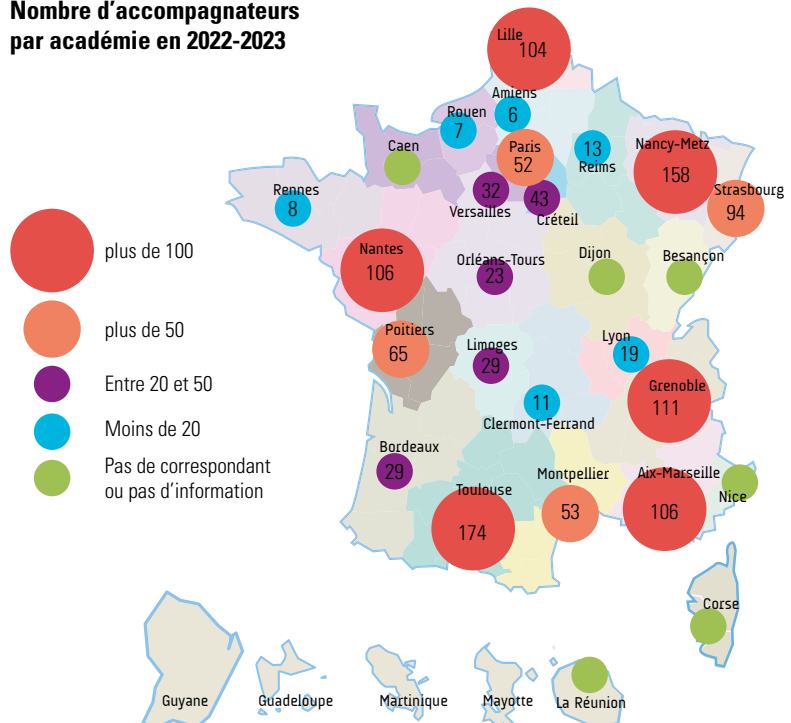 Nombre d'accompagnateurs
par académie en 2022-2023
Lille
104
Amiens
6
Rouen
7
Caen
Paris
52
13
Reims
Nancy-Metz
158
Strasbourg
94
Rennes
8
32
Versailles
43
Créteil
plus de 100
Nantes
106
Orléans-Tours
23
Dijon
Besançon
plus de 50
Poitiers
65
Limoges
29
Lyon
19
Entre 20 et 50
Grenoble
111
Moins de 20
11
Clermont-Ferrand
Pas de correspondant
ou pas d'information
Bordeaux
29
Toulouse
174
Montpellier
53
Aix-Marseille
106
Nice
Corse
Guyane
Guadeloupe
Martinique
Mayotte
La Réunion